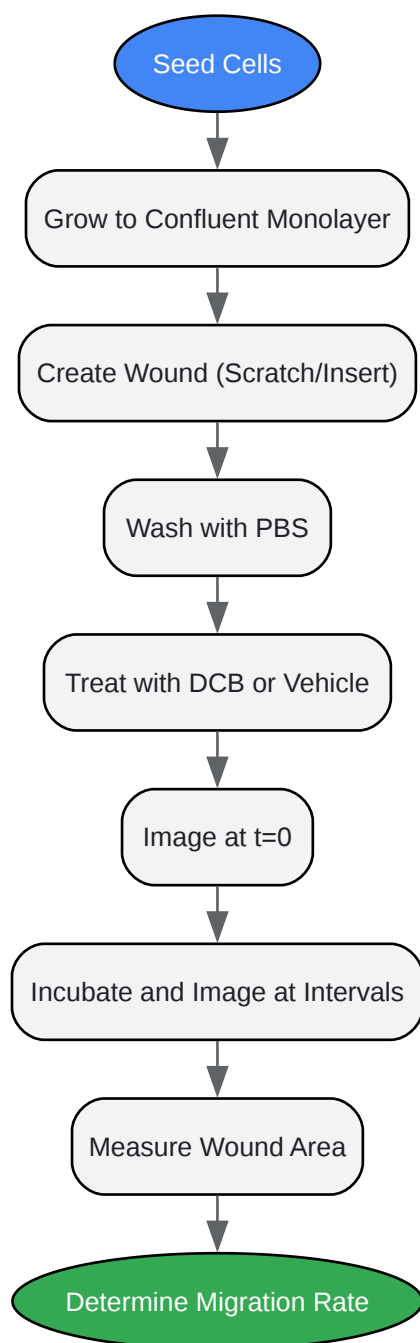 Seed Cells
Grow to Confluent Monolayer
Create Wound (Scratch/Insert)
Wash with PBS
Treat with DCB or Vehicle
Image at t=0
Incubate and Image at Intervals
Measure Wound Area
Determine Migration Rate